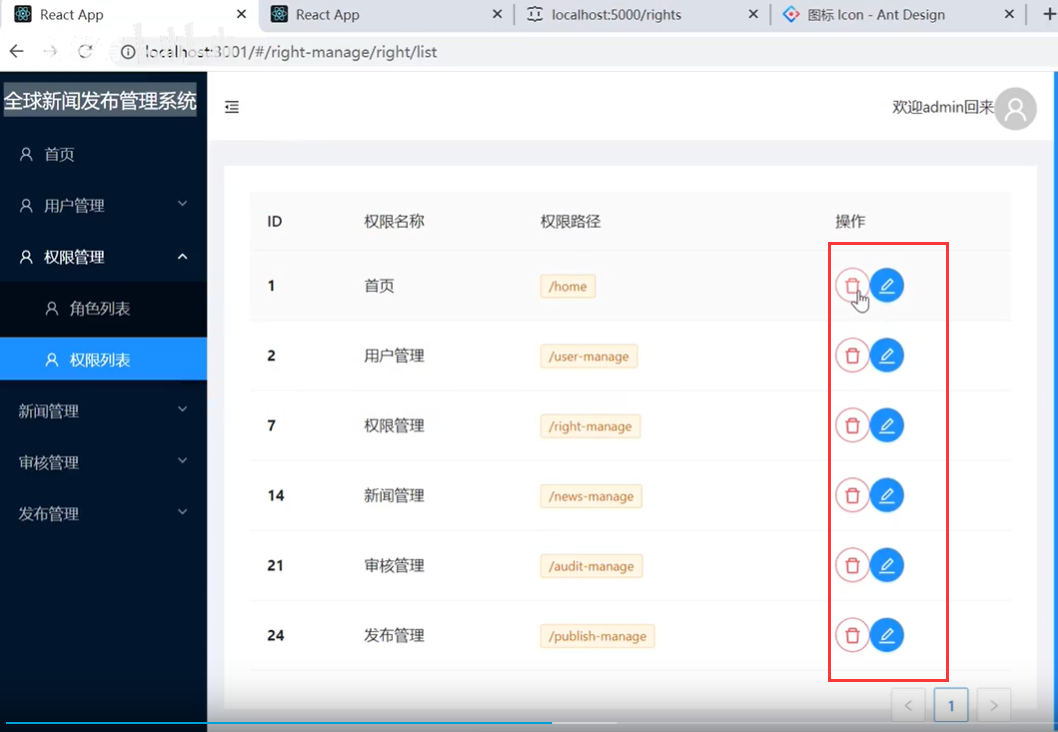 React App
React App
localhost:5000/rights
图标 Icon - Ant Design
localhost:3001/#/right-manage/right/list
全球新闻发布管理系统
欢迎admin回来
首页
用户管理
权限管理
角色列表
权限列表
新闻管理
审核管理
发布管理
ID 权限名称 权限路径 操作
1 首页 /home
2 用户管理 /user-manage
7 权限管理 /right-manage
14 新闻管理 /news-manage
21 审核管理 /audit-manage
24 发布管理 /publish-manage
1